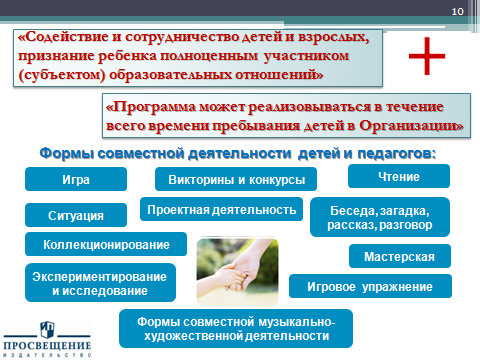 10
«Содействие и сотрудничество детей и взрослых,
признание ребенка полноценным участником
(субъектом) образовательных отношений»
+
«Программа может реализовываться в течение
всего времени пребывания детей в Организации»
Формы совместной деятельности детей и педагогов:
Игра
Викторины и конкурсы
Чтение
Ситуация
Проектная деятельность
Беседа, загадка,
рассказ, разговор
Коллекционирование
Мастерская
Экспериментирование
и исследование
Игровое упражнение
Формы совместной музыкально-
художественной деятельности
ПРОСВЕЩЕНИЕ
ИЗДАТЕЛЬСТВО